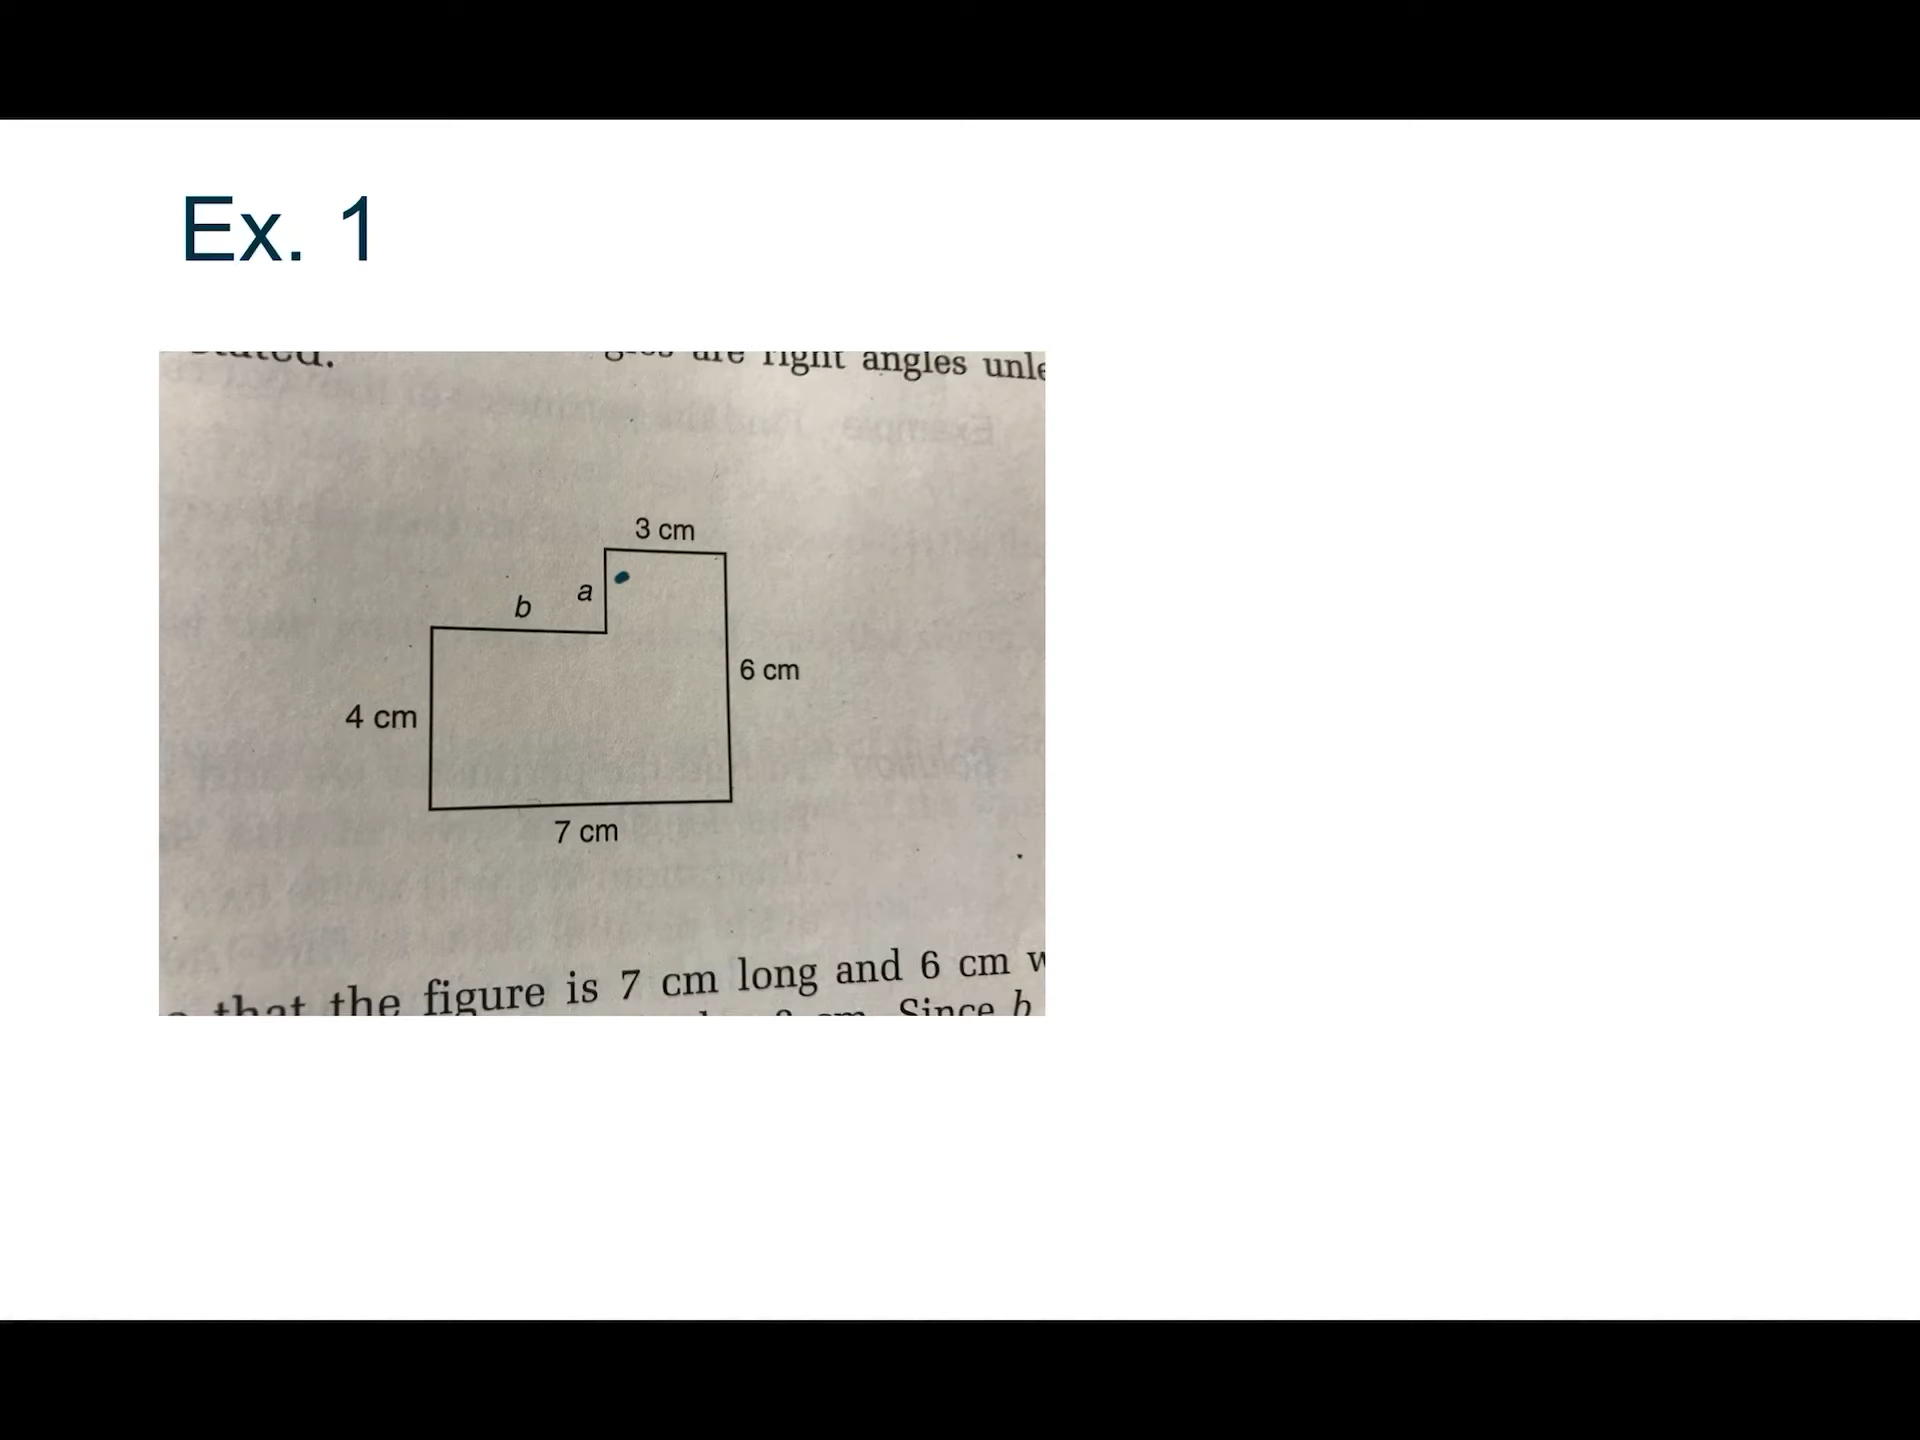 Ex. 1
stated.
are right angles
3 cm
b
a
6 cm
4 cm
7 cm
that the figure is 7 cm long and 6 cm
Since b